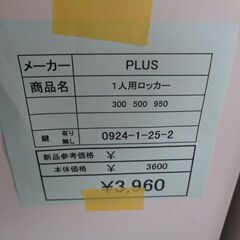 メーカー PLUS
商品名 1人用ロッカー
300 500 950
鍵 有り 無し 0924-1-25-2
新品参考価格 ¥
本体価格 ¥ 3600
¥3,960